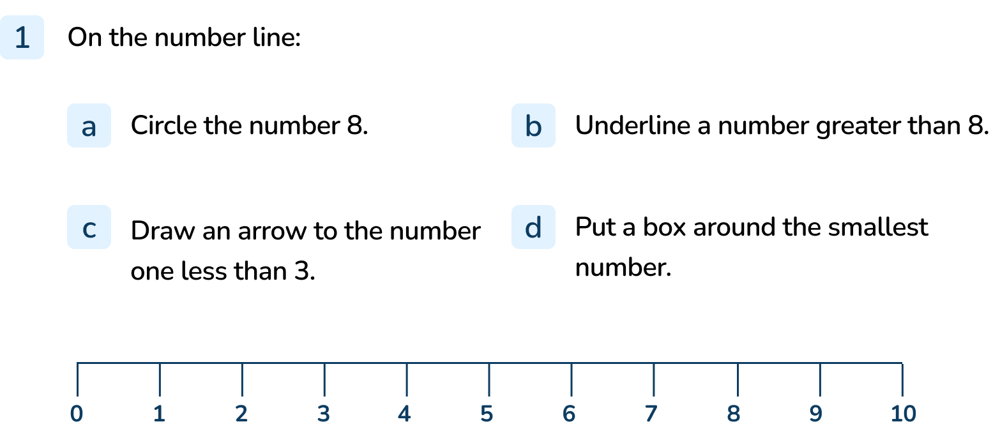 1 On the number line:
a Circle the number 8.
b Underline a number greater than 8.
c Draw an arrow to the number
one less than 3.
d Put a box around the smallest
number.
0 1 2 3 4 5 6 7 8 9 10